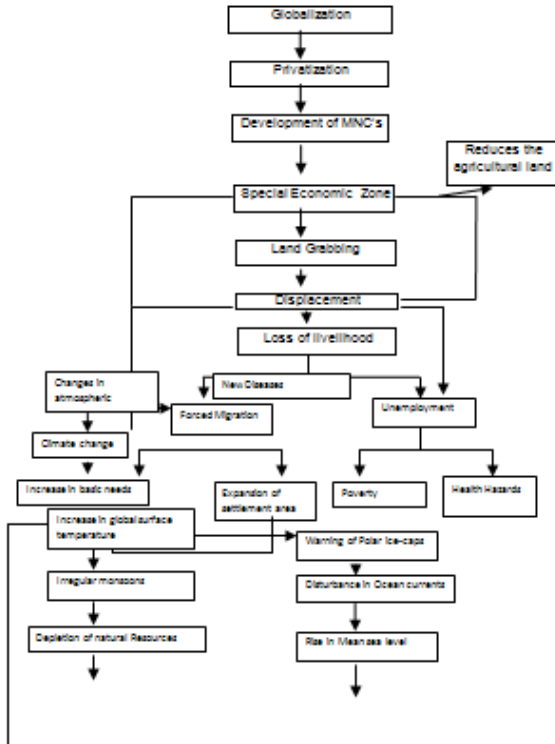 Globalization
Privatization
Development of MNC's
Reduces the
agricultural land
Special Economic Zone
Land Grabbing
Displacement
Loss of livelihood
New Diseases
Changes in
atmospheric
Forced Migration
Unemployment
Climate change
Increase in basic needs
Expansion of
settlement area
Poverty
Health Hazards
Increase in global surface
temperature
Warning of Polar Ice-caps
Irregular monsoons
Disturbance in Ocean currents
Depletion of natural Resources
Rise in Mean sea level